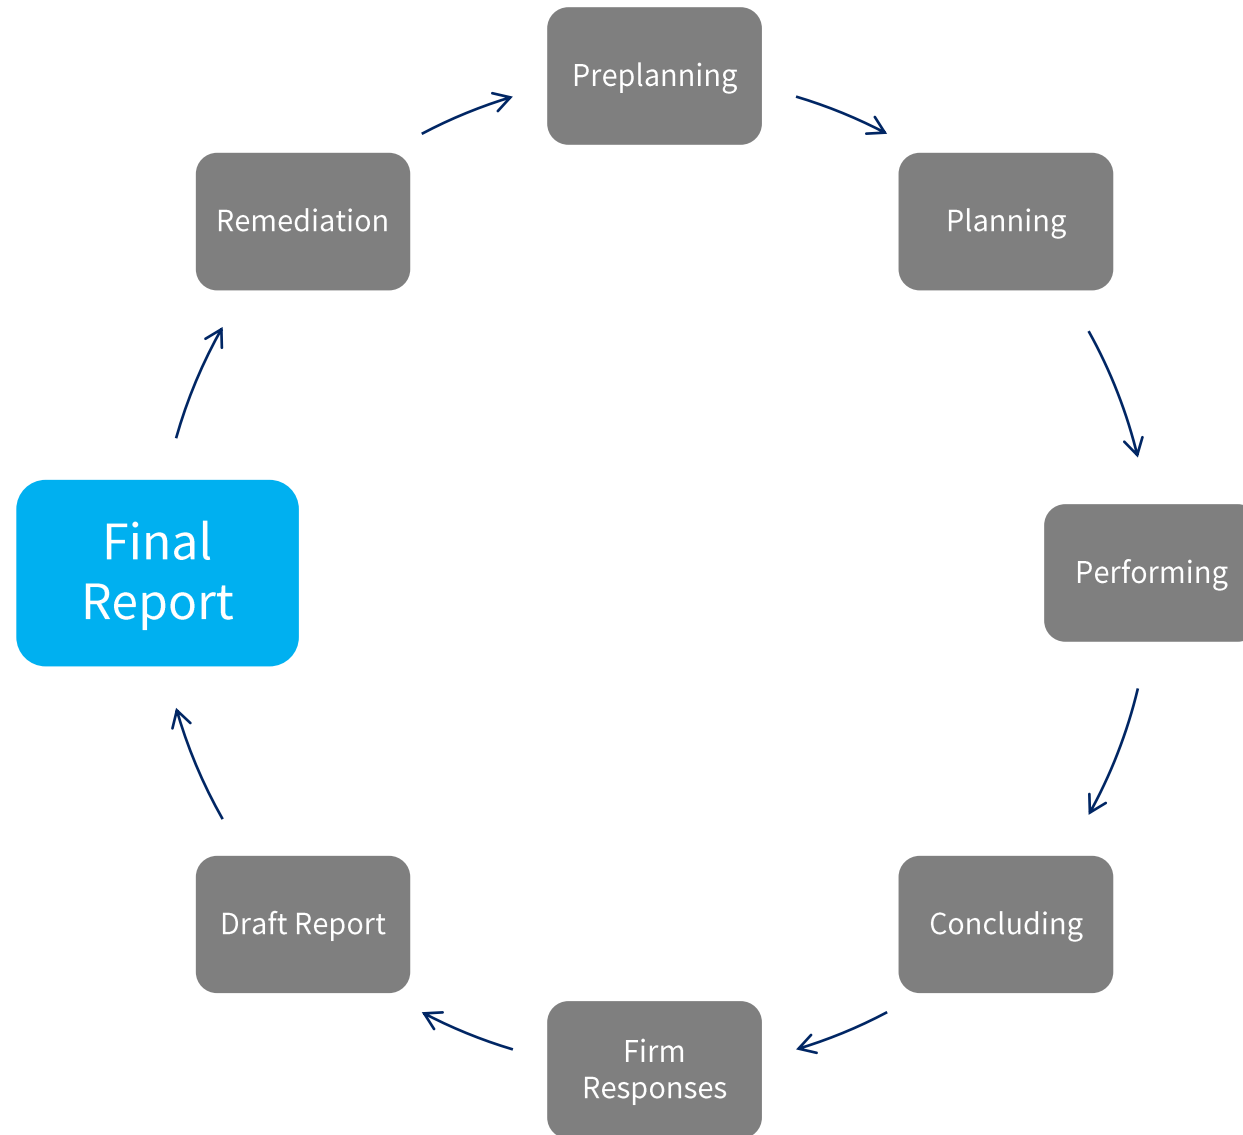 Preplanning
Planning
Performing
Concluding
Firm
Responses
Draft Report
Final
Report
Remediation